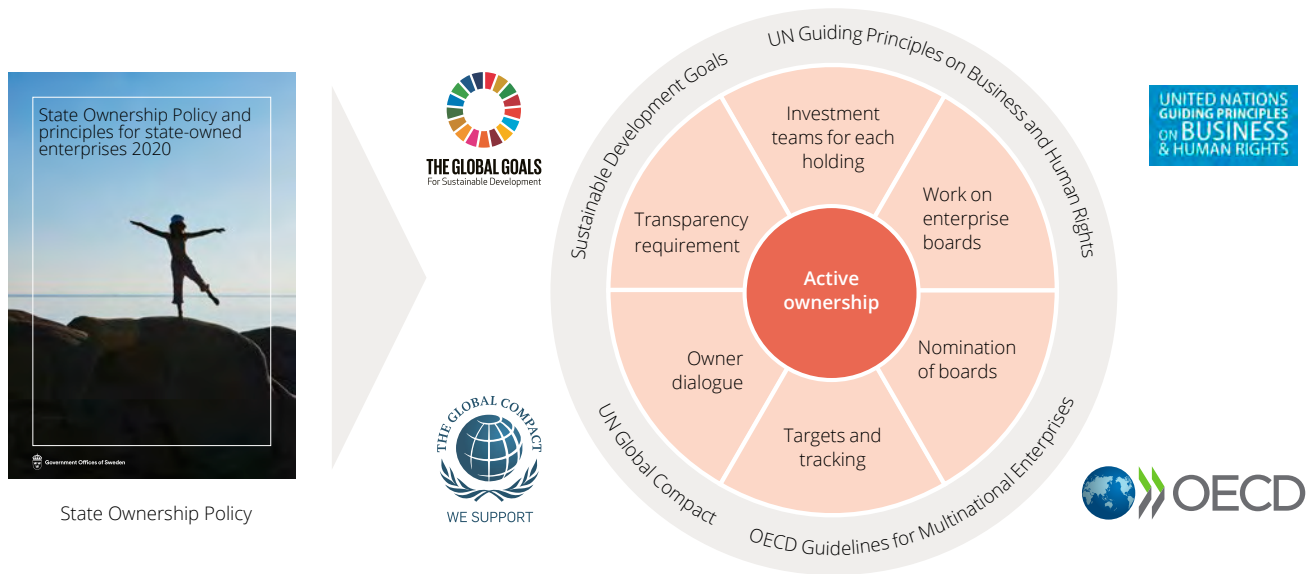 State Ownership Policy and
principles for state-owned
enterprises 2020
Government Offices of Sweden
State Ownership Policy
THE GLOBAL GOALS
For Sustainable Development
THE GLOBAL COMPACT
WE SUPPORT
Sustainable Development Goals
UN Guiding Principles on Business and Human Rights
OECD Guidelines for Multinational Enterprises
UN Global Compact
Investment
teams for each
holding
Work on
enterprise
boards
Nomination
of boards
Targets and
tracking
Owner
dialogue
Transparency
requirement
Active
ownership
UNITED NATIONS
GUIDING PRINCIPLES
ON BUSINESS
& HUMAN RIGHTS
OECD